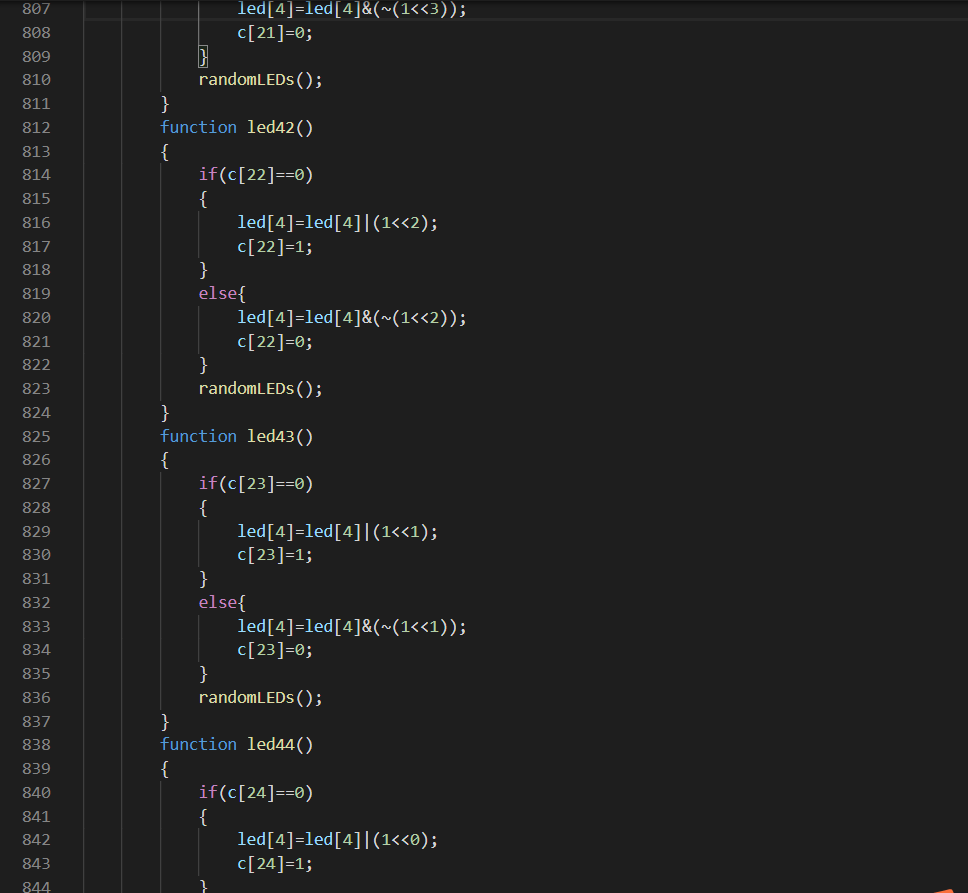 807 led[4]=led[4]&(~(1<<3));
808 c[21]=0;
809 }
810 randomLEDs();
811 }
812 function led42()
813 {
814 if(c[22]==0)
815 {
816 led[4]=led[4]|(1<<2);
817 c[22]=1;
818 }
819 else{
820 led[4]=led[4]&(~(1<<2));
821 c[22]=0;
822 }
823 randomLEDs();
824 }
825 function led43()
826 {
827 if(c[23]==0)
828 {
829 led[4]=led[4]|(1<<1);
830 c[23]=1;
831 }
832 else{
833 led[4]=led[4]&(~(1<<1));
834 c[23]=0;
835 }
836 randomLEDs();
837 }
838 function led44()
839 {
840 if(c[24]==0)
841 {
842 led[4]=led[4]|(1<<0);
843 c[24]=1;
844 }